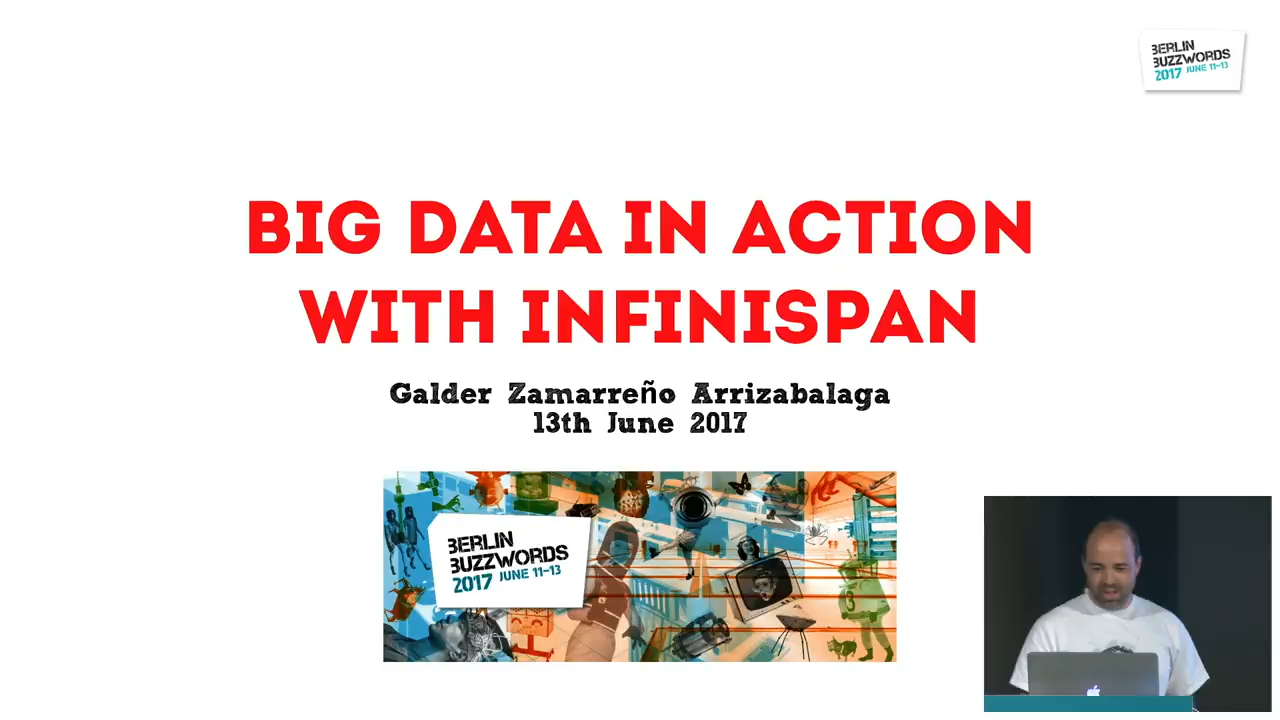 BERLIN
BUZZWORDS
2017 JUNE 11-13
BIG DATA IN ACTION
WITH INFINISPAN
Galder Zamarreño Arrizabalaga
13th June 2017
BERLIN
BUZZWORDS
2017 JUNE 11-13